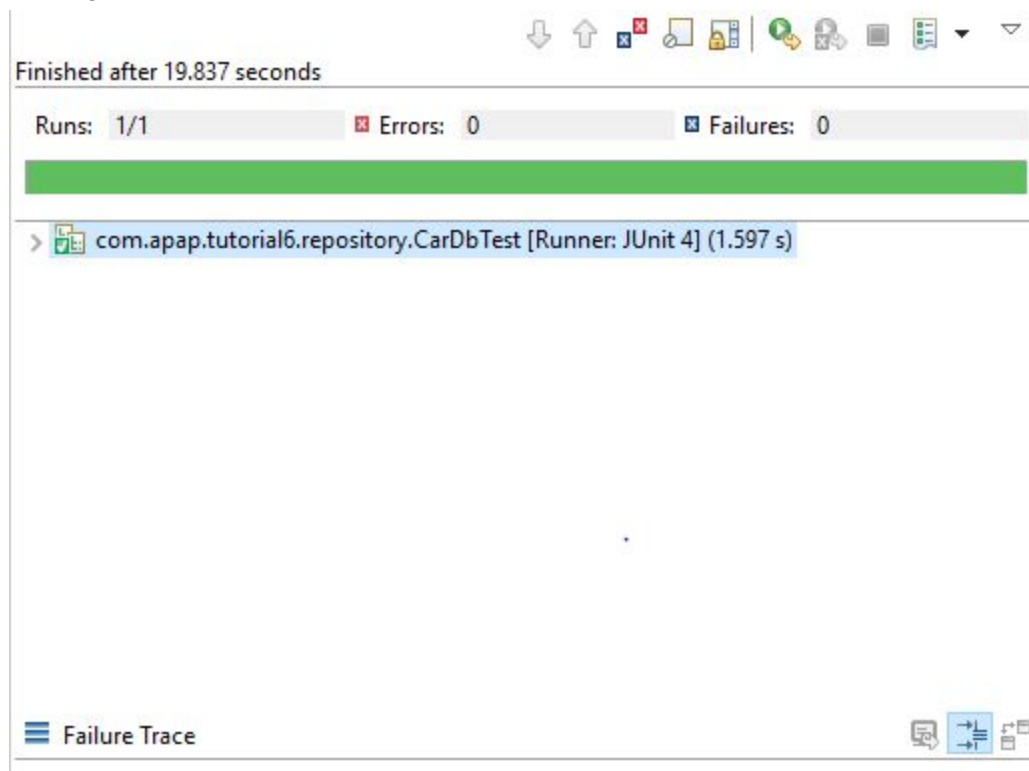 Finished after 19.837 seconds
Runs: 1/1 Errors: 0 Failures: 0
com.apap.tutorial6.repository.CarDbTest [Runner: JUnit 4] (1.597 s)
Failure Trace